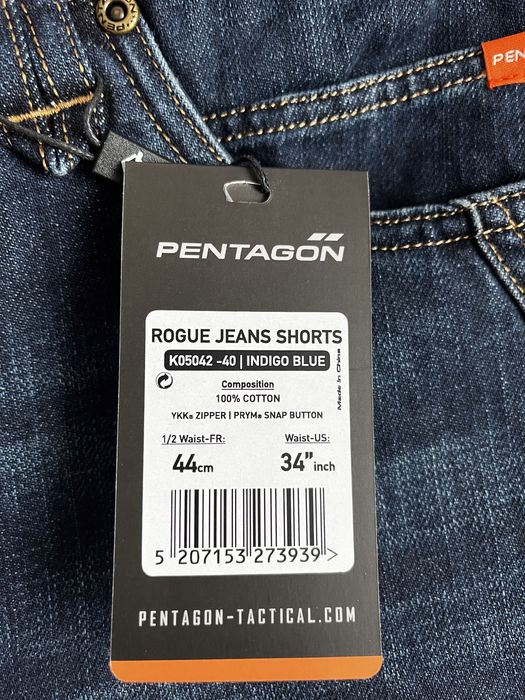 PEN
PEN
PENTAGON
ROGUE JEANS SHORTS
K05042 -40 | INDIGO BLUE
Composition
100% COTTON
YKK® ZIPPER | PRYM® SNAP BUTTON
Made in China
1/2 Waist-FR: Waist-US:
44cm 34”inch
5 207153 273939 >
PENTAGON-TACTICAL.COM